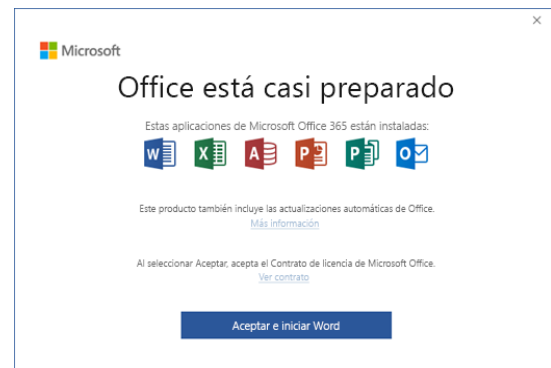 Microsoft
Office está casi preparado
Estas aplicaciones de Microsoft Office 365 están instaladas:
W X A P P O
Este producto también incluye las actualizaciones automáticas de Office.
Más información
Al seleccionar Aceptar, acepta el Contrato de licencia de Microsoft Office.
Ver contrato
Aceptar e iniciar Word